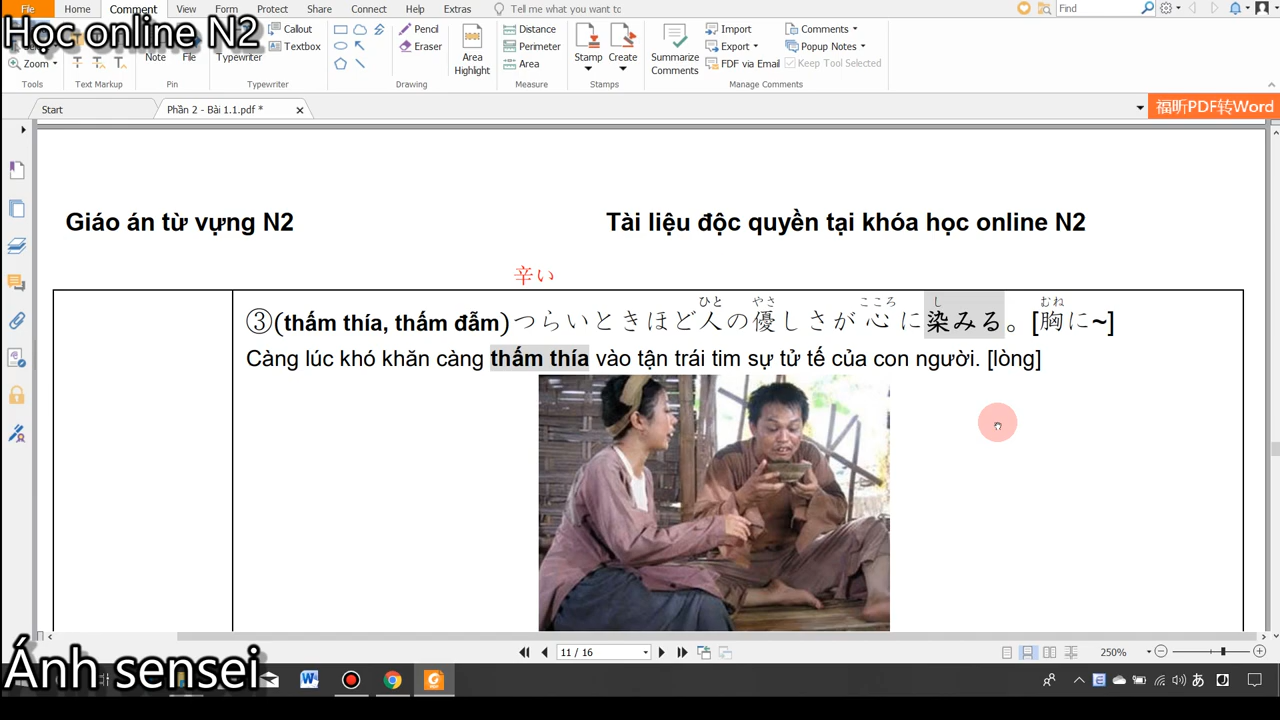 File Home Comment View Form Protect Share Connect Help Extras Tell me what you want to Find
Học online N2
Zoom Note File Typewriter Callout Textbox Pencil Eraser Area Highlight Distance Perimeter Area Stamp Create Summarize Comments Import Export FDF via Email Comments Popup Notes Keep Tool Selected
Tools Text Markup Pin Typewriter Drawing Measure Stamps Manage Comments
Start Phần 2 - Bài 1.1.pdf * 福昕PDF转Word
Giáo án từ vựng N2 Tài liệu độc quyền tại khóa học online N2
辛い
ひと やさ こころ し むね
③(thấm thía, thấm đẫm)つらいときほど人の優しさが心に染みる。[胸に~]
Càng lúc khó khăn càng thấm thía vào tận trái tim sự tử tế của con người. [lòng]
11 / 16 250%
Ánh sensei